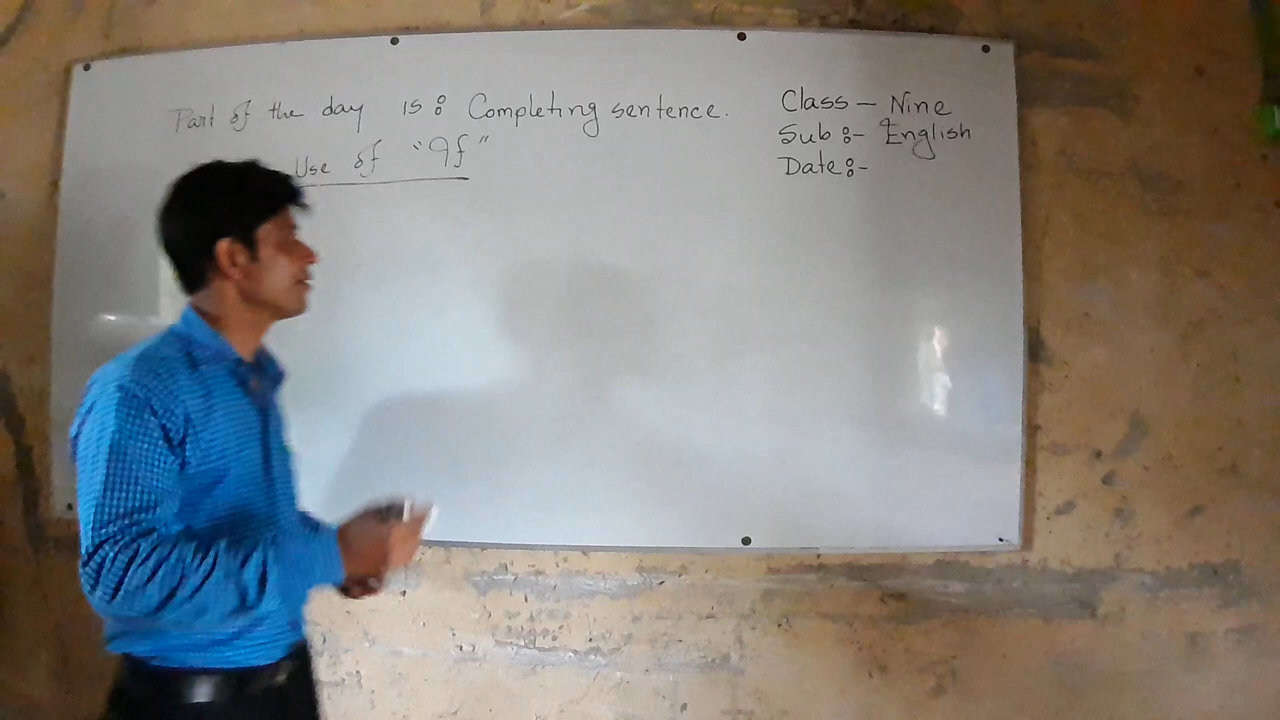 Part of the day is : Completing sentence.
Use of "If"
Class - Nine
Sub :- English
Date :-